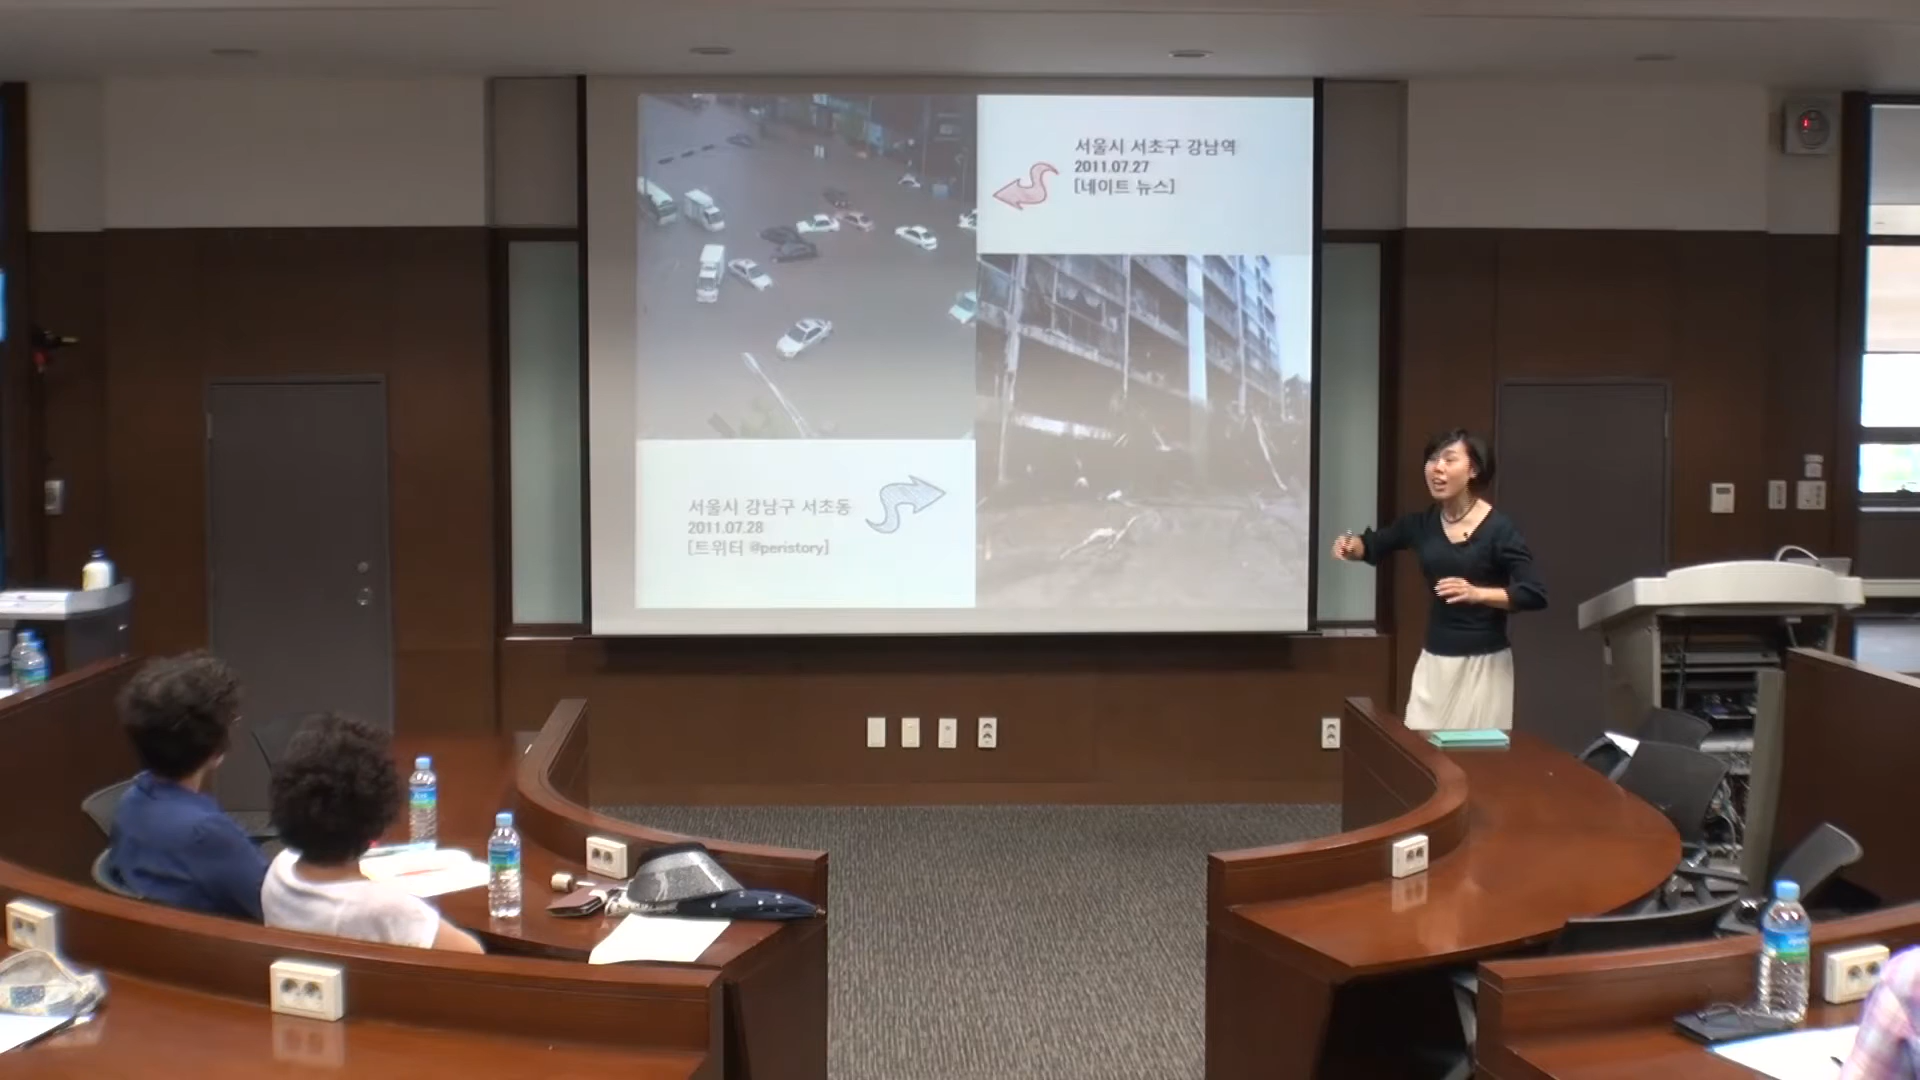 서울시 서초구 강남역
2011.07.27
[네이트 뉴스]
서울시 강남구 서초동
2011.07.28
[트위터 @peristory]